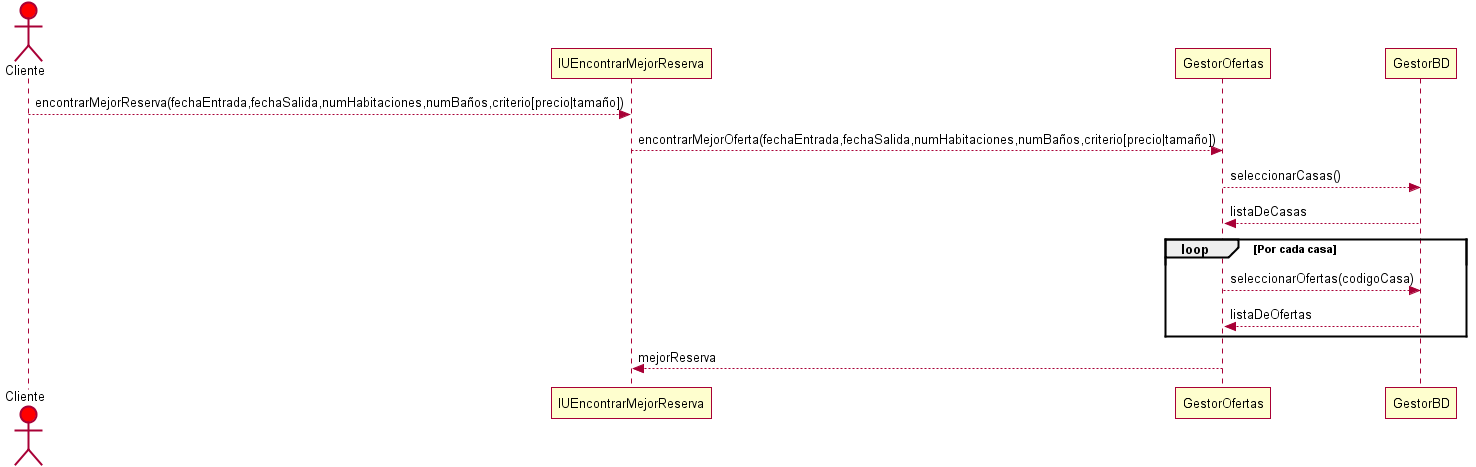 Cliente
IUEncontrarMejorReserva
GestorOfertas
GestorBD
encontrarMejorReserva(fechaEntrada,fechaSalida,numHabitaciones,numBaños,criterio[precio|tamaño])
encontrarMejorOferta(fechaEntrada,fechaSalida,numHabitaciones,numBaños,criterio[precio|tamaño])
seleccionarCasas()
listaDeCasas
loop
[Por cada casa]
seleccionarOfertas(codigoCasa)
listaDeOfertas
mejorReserva
Cliente
IUEncontrarMejorReserva
GestorOfertas
GestorBD